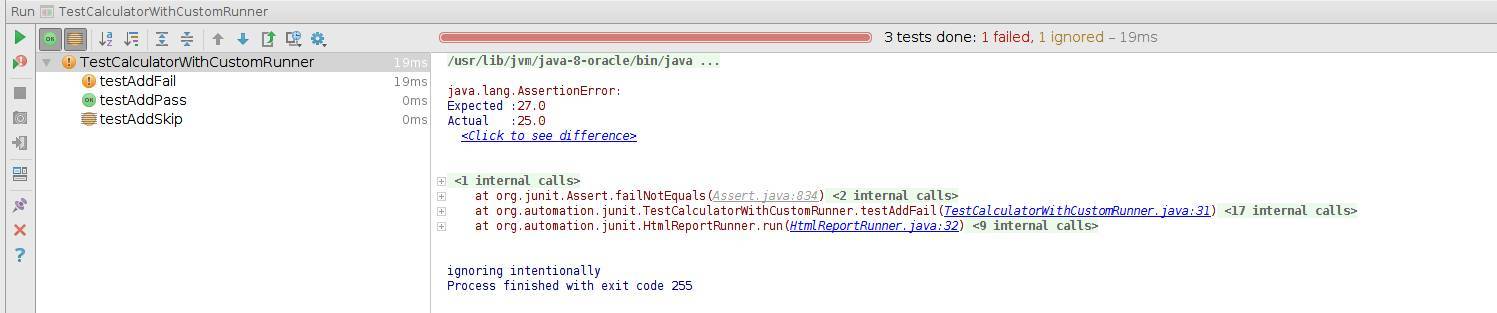 Run TestCalculatorWithCustomRunner
3 tests done: 1 failed, 1 ignored – 19ms
TestCalculatorWithCustomRunner 19ms
testAddFail 19ms
OK testAddPass 0ms
testAddSkip 0ms
/usr/lib/jvm/java-8-oracle/bin/java ...
java.lang.AssertionError:
Expected :27.0
Actual   :25.0
<Click to see difference>
<1 internal calls>
at org.junit.Assert.failNotEquals(Assert.java:834) <2 internal calls>
at org.automation.junit.TestCalculatorWithCustomRunner.testAddFail(TestCalculatorWithCustomRunner.java:31) <17 internal calls>
at org.automation.junit.HtmlReportRunner.run(HtmlReportRunner.java:32) <9 internal calls>
ignoring intentionally
Process finished with exit code 255